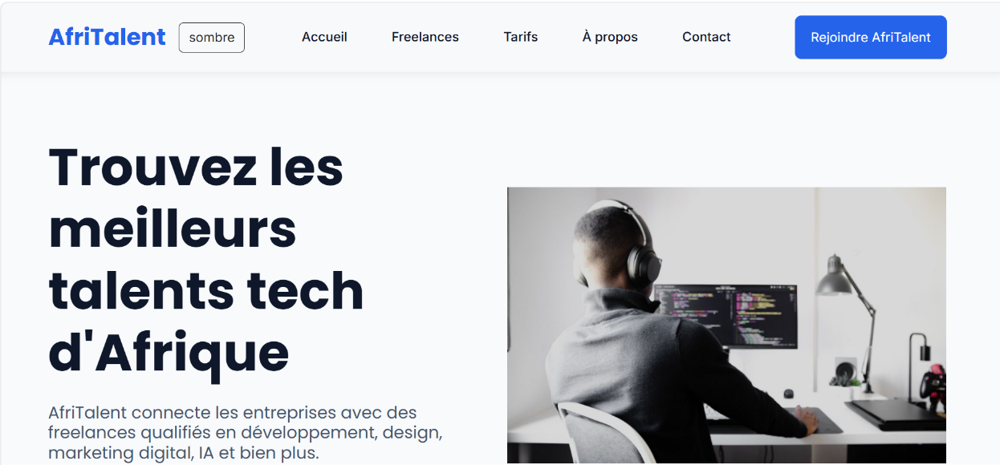 AfriTalent sombre Accueil Freelances Tarifs À propos Contact Rejoindre AfriTalent
Trouvez les
meilleurs
talents tech
d'Afrique
AfriTalent connecte les entreprises avec des
freelances qualifiés en développement, design,
marketing digital, IA et bien plus.